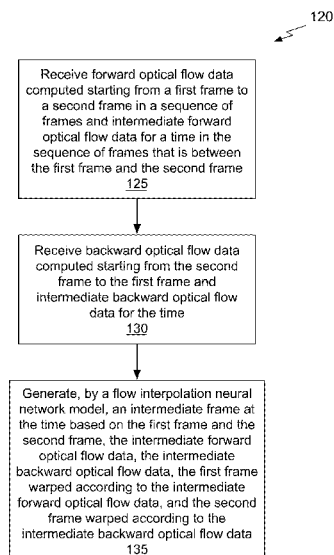 120
Receive forward optical flow data
computed starting from a first frame to
a second frame in a sequence of
frames and intermediate forward
optical flow data for a time in the
sequence of frames that is between
the first frame and the second frame
125
Receive backward optical flow data
computed starting from the second
frame to the first frame and
intermediate backward optical flow
data for the time
130
Generate, by a flow interpolation neural
network model, an intermediate frame at
the time based on the first frame and the
second frame, the intermediate forward
optical flow data, the intermediate
backward optical flow data, the first frame
warped according to the intermediate
forward optical flow data, and the second
frame warped according to the
intermediate backward optical flow data
135